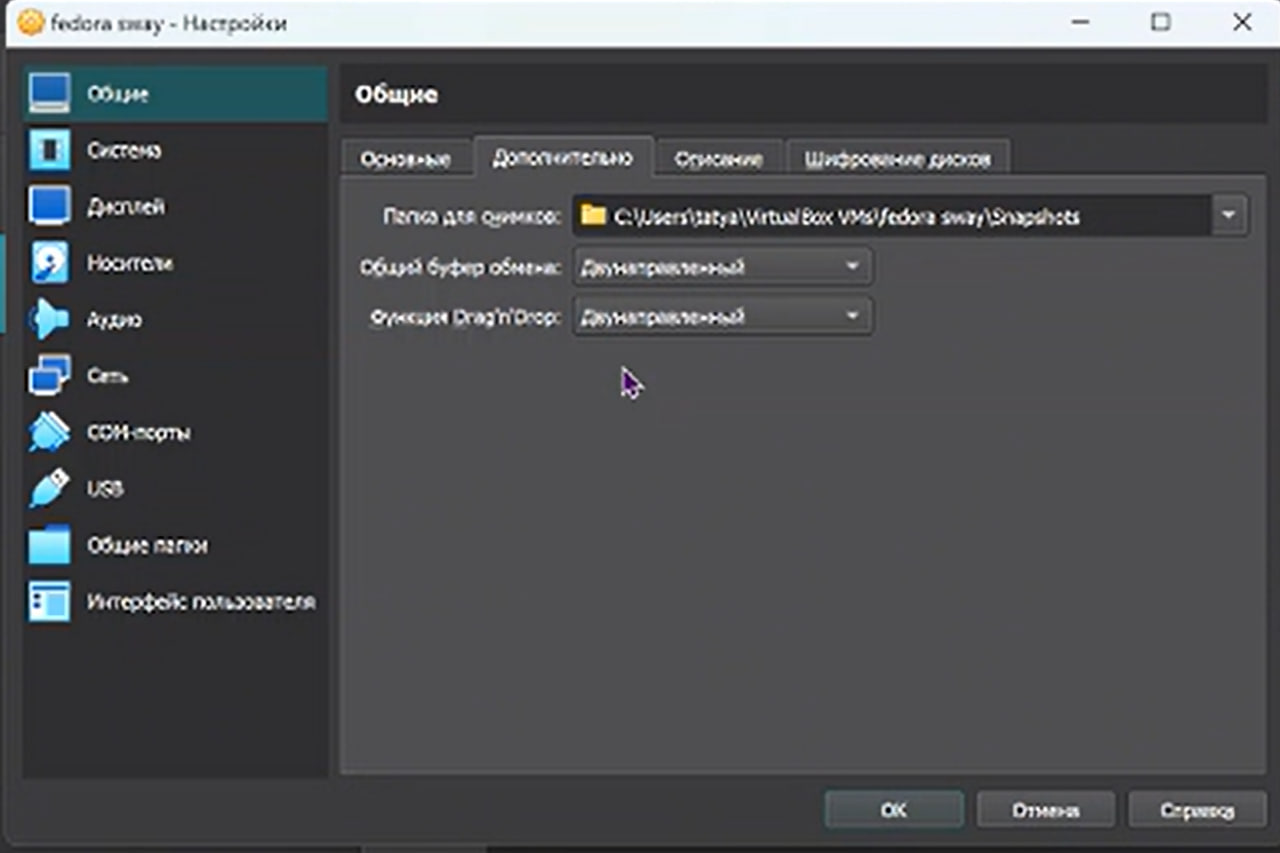 fedora sway - Настройки
Общие
Система
Дисплей
Носители
Аудио
Сеть
COM-порты
USB
Общие папки
Интерфейс пользователя
Общие
Основные
Дополнительно
Описание
Шифрование дисков
Папка для снимков: C:\Users\tatya\VirtualBox VMs\fedora sway\Snapshots
Общий буфер обмена: Двунаправленный
Функция Drag'n'Drop: Двунаправленный
OK
Отмена
Справка